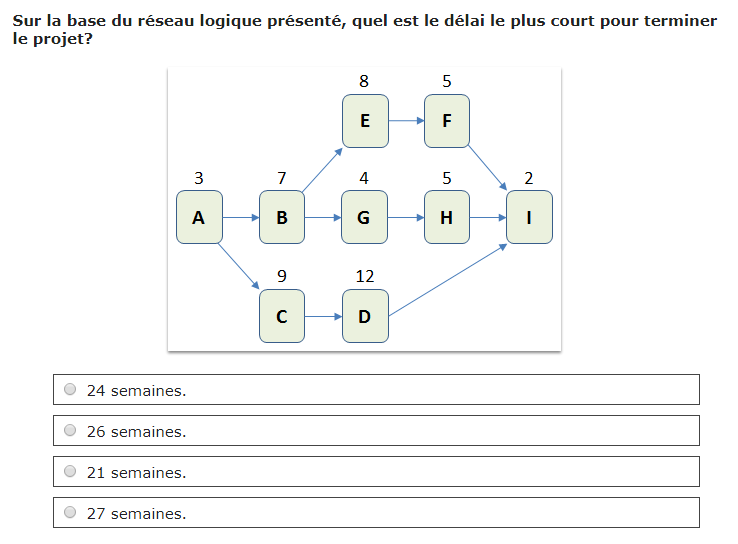 Sur la base du réseau logique présenté, quel est le délai le plus court pour terminer
le projet?
8 5
E F
3 7 4 5 2
A B G H I
9 12
C D
24 semaines.
26 semaines.
21 semaines.
27 semaines.